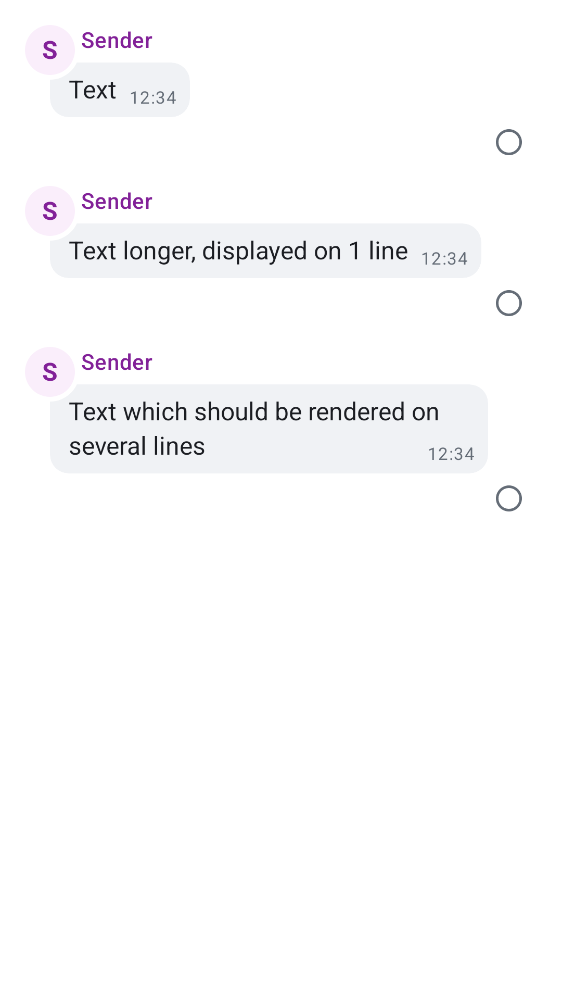 S Sender
Text 12:34
S Sender
Text longer, displayed on 1 line 12:34
S Sender
Text which should be rendered on
several lines 12:34